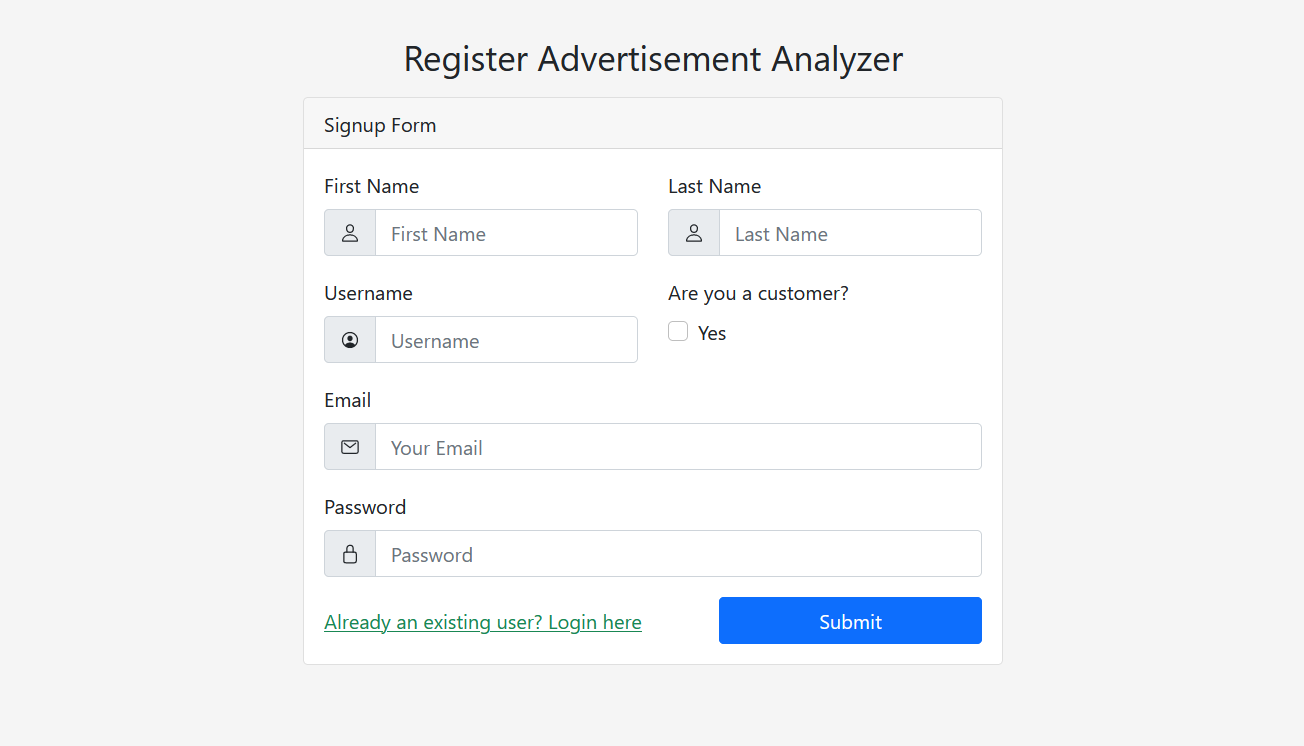 Register Advertisement Analyzer
Signup Form
First Name
Last Name
First Name
Last Name
Username
Are you a customer?
Username
Yes
Email
Your Email
Password
Password
Already an existing user? Login here
Submit